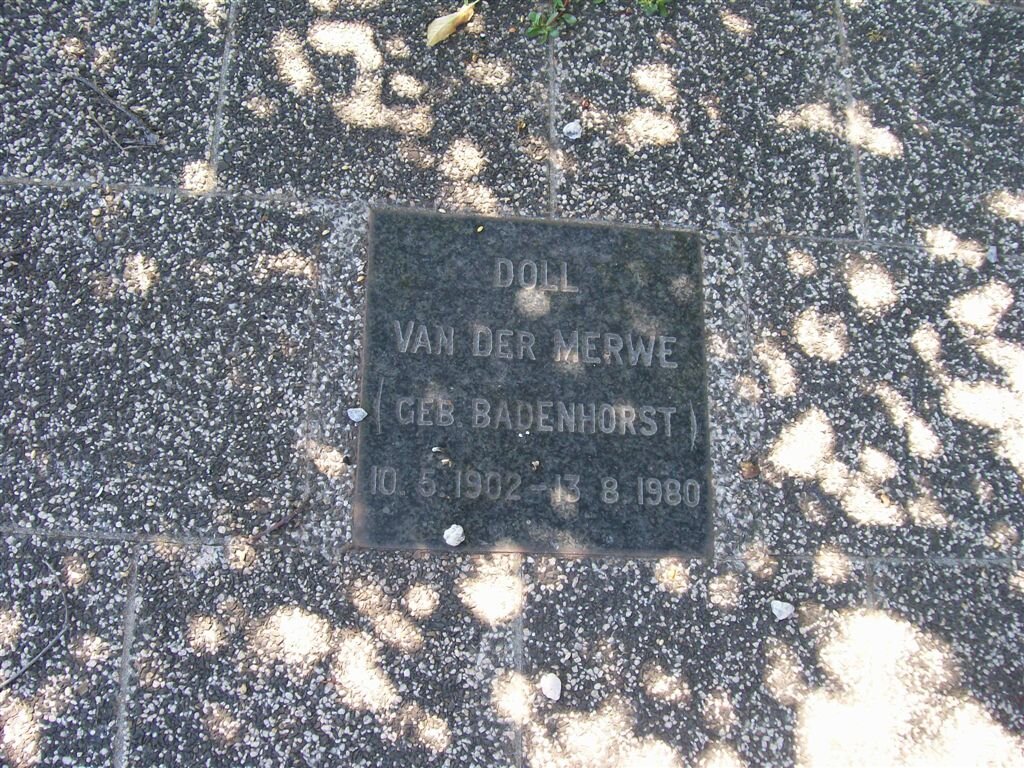 DOLL
VAN DER MERWE
(GEB. BADENHORST)
10. 5. 1902 - 13 8 1980